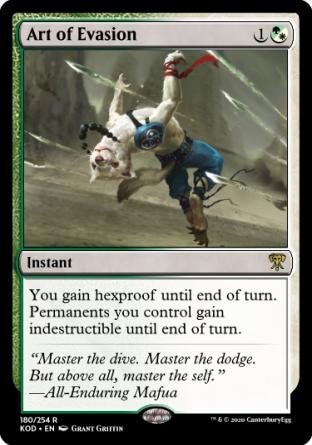 Art of Evasion 1
Instant
You gain hexproof until end of turn.
Permanents you control gain
indestructible until end of turn.
“Master the dive. Master the dodge.
But above all, master the self.”
—All-Enduring Mafua
180/254 R
KOD • EN GRANT GRIFFIN
™ & © 2020 CanterburyEgg